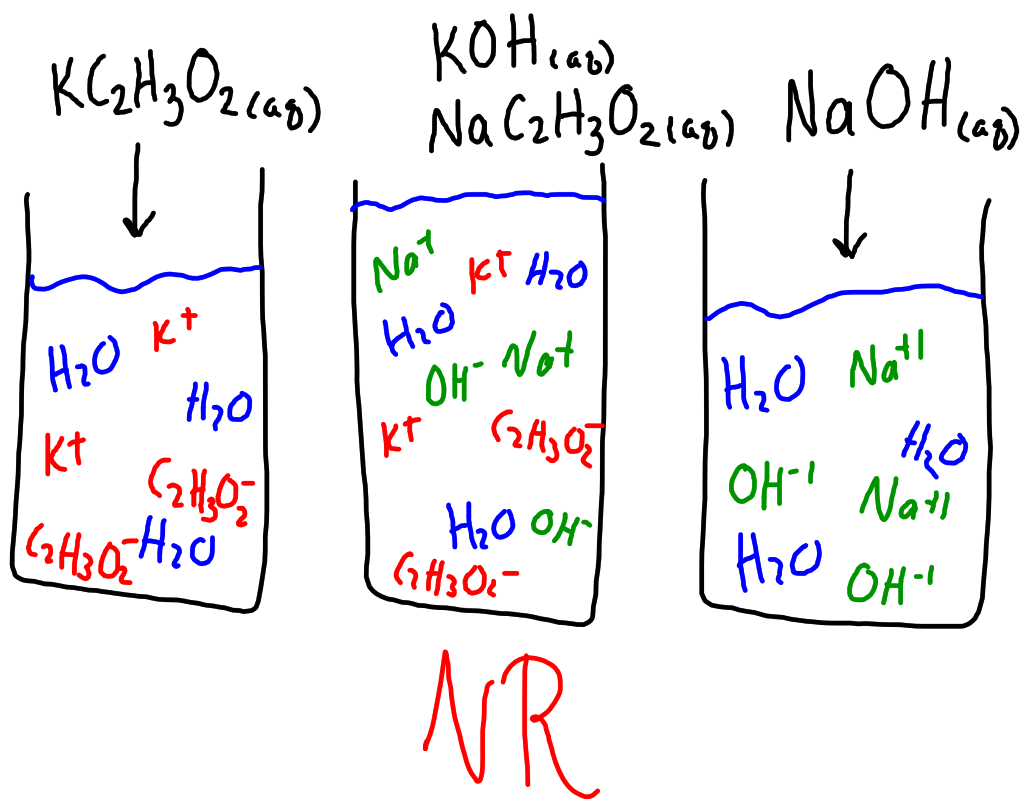 KC₂H₃O₂(aq)
H₂O
K⁺
H₂O
K⁺
C₂H₃O₂⁻
C₂H₃O₂⁻
H₂O
KOH(aq)
NaC₂H₃O₂(aq)
Na⁺
K⁺
H₂O
H₂O
OH⁻
Na⁺
K⁺
C₂H₃O₂⁻
H₂O
OH⁻
C₂H₃O₂⁻
NaOH(aq)
H₂O
Na⁺¹
H₂O
OH⁻¹
Na⁺¹
H₂O
OH⁻¹
NR